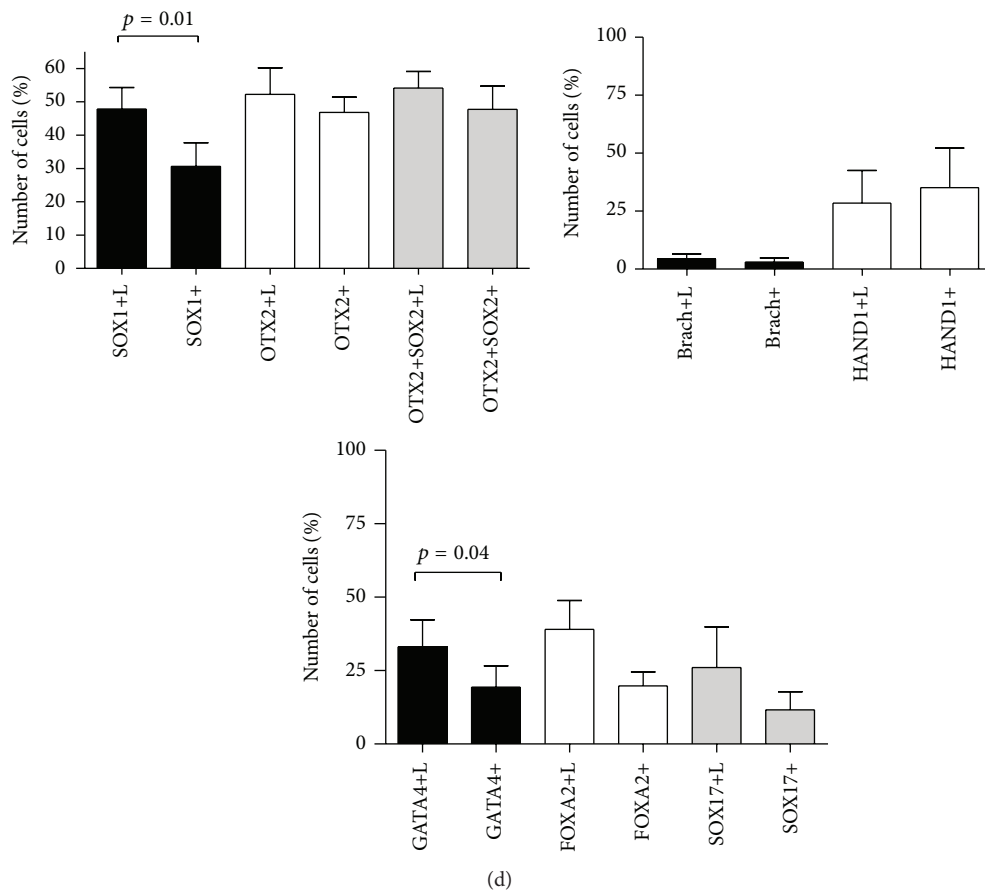 p = 0.01
Number of cells (%)
60
50
40
30
20
10
0
SOX1+L
SOX1+
OTX2+L
OTX2+
OTX2+SOX2+L
OTX2+SOX2+
Number of cells (%)
100
75
50
25
0
Brach+L
Brach+
HAND1+L
HAND1+
Number of cells (%)
100
75
50
25
0
p = 0.04
GATA4+L
GATA4+
FOXA2+L
FOXA2+
SOX17+L
SOX17+
(d)